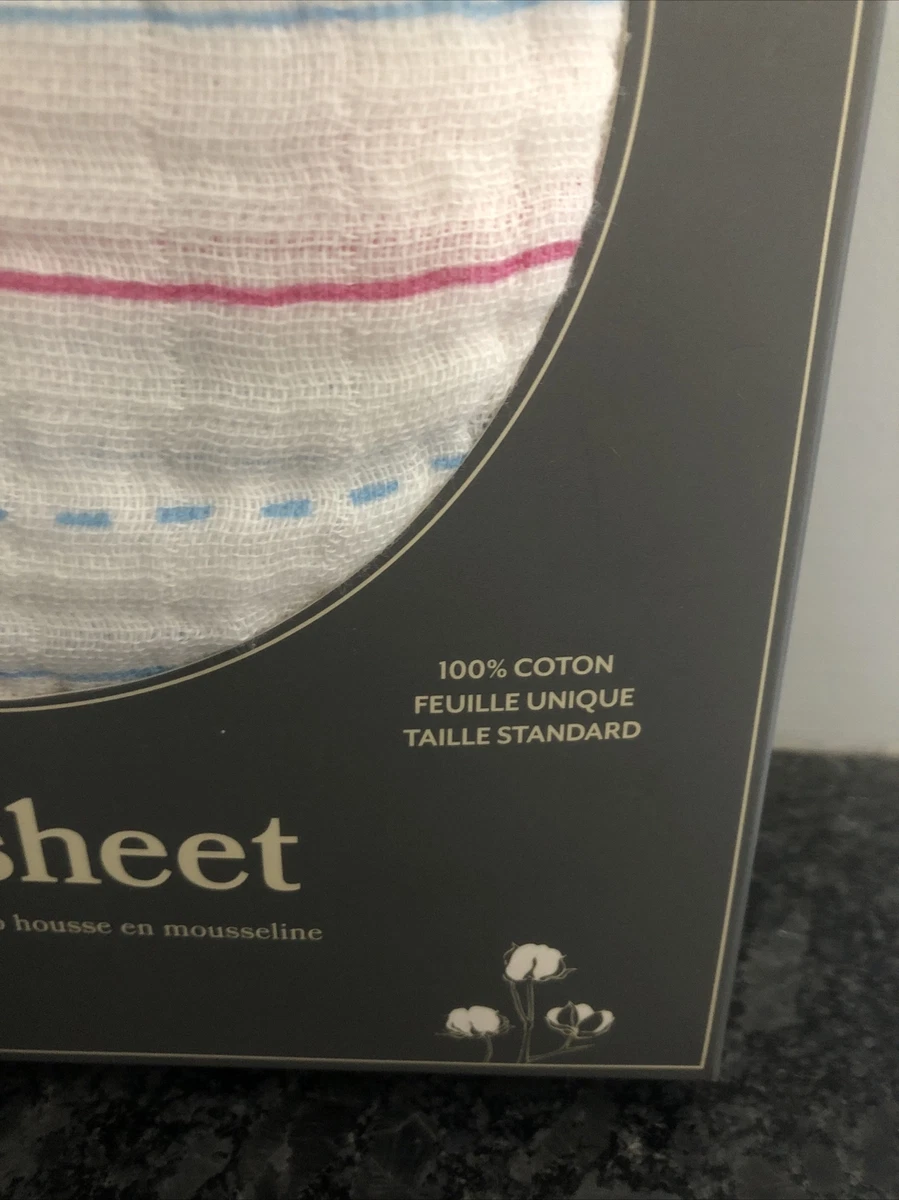 100% COTON
FEUILLE UNIQUE
TAILLE STANDARD
sheet
housse en mousseline